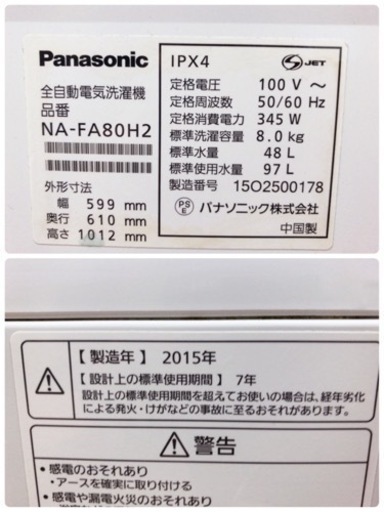 Panasonic
全自動電気洗濯機
品番
NA-FA80H2
外形寸法
幅 599 mm
奥行 610 mm
高さ 1012 mm
IPX4
S JET
定格電圧 100 V ～
定格周波数 50/60 Hz
定格消費電力 345 W
標準洗濯容量 8.0 kg
標準水量 48 L
標準使用水量 97 L
製造番号 15O2500178
PS E パナソニック株式会社
中国製
【 製造年 】 2015年
【 設計上の標準使用期間 】 7年
設計上の標準使用期間を超えてお使いの場合は、経年劣化
による発火・けがなどの事故に至るおそれがあります。
警告
・感電のおそれあり
・アースを確実に取り付ける
・感電や漏電火災のおそれあり